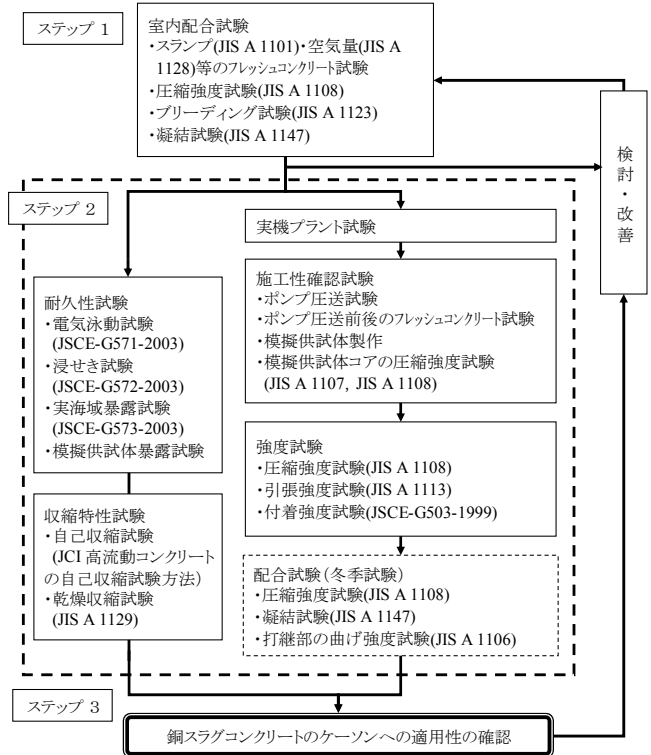 ステップ 1
室内配合試験
・スランプ(JIS A 1101)・空気量(JIS A
1128)等のフレッシュコンクリート試験
・圧縮強度試験(JIS A 1108)
・ブリーディング試験(JIS A 1123)
・凝結試験(JIS A 1147)
検討・改善
ステップ 2
耐久性試験
・電気泳動試験
(JSCE-G571-2003)
・浸せき試験
(JSCE-G572-2003)
・実海域暴露試験
(JSCE-G573-2003)
・模擬供試体暴露試験
収縮特性試験
・自己収縮試験
(JCI 高流動コンクリート
の自己収縮試験方法)
・乾燥収縮試験
(JIS A 1129)
実機プラント試験
施工性確認試験
・ポンプ圧送試験
・ポンプ圧送前後のフレッシュコンクリート試験
・模擬供試体製作
・模擬供試体コアの圧縮強度試験
(JIS A 1107, JIS A 1108)
強度試験
・圧縮強度試験(JIS A 1108)
・引張強度試験(JIS A 1113)
・付着強度試験(JSCE-G503-1999)
配合試験(冬季試験)
・圧縮強度試験(JIS A 1108)
・凝結試験(JIS A 1147)
・打継部の曲げ強度試験(JIS A 1106)
ステップ 3
銅スラグコンクリートのケーソンへの適用性の確認